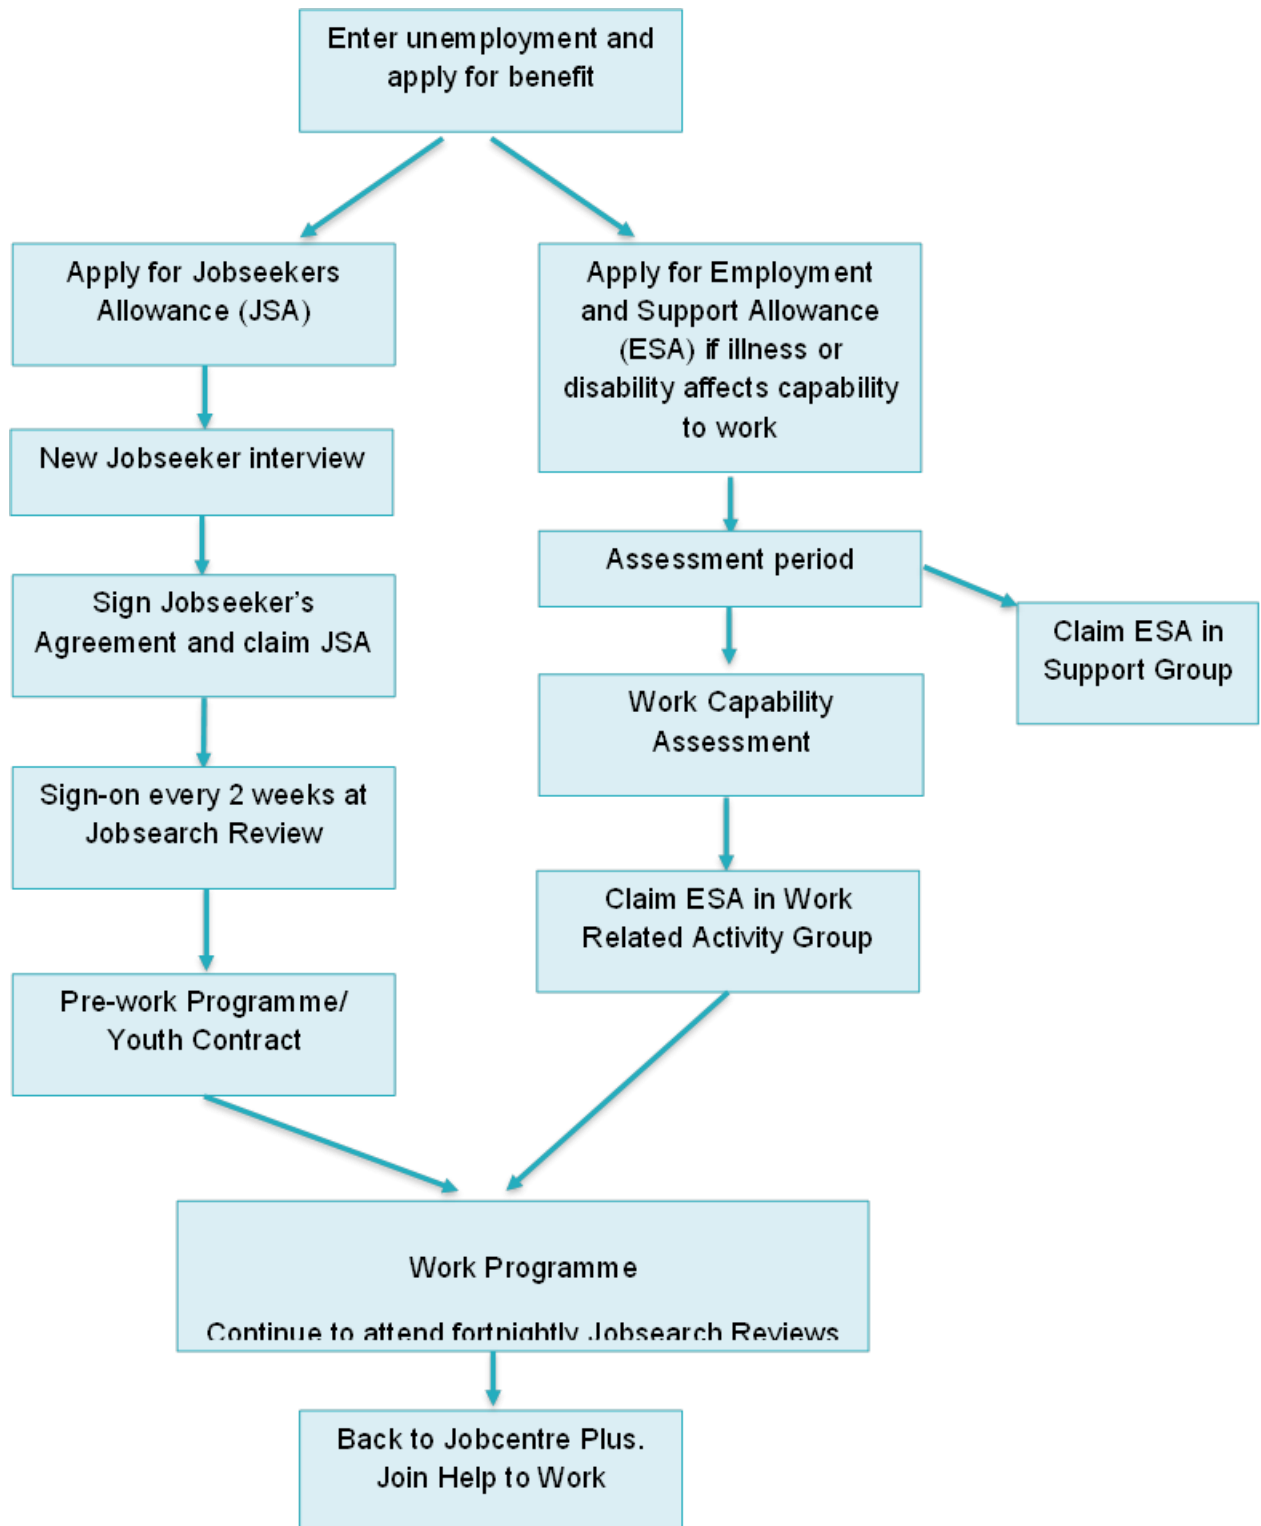 Enter unemployment and
apply for benefit
Apply for Jobseekers
Allowance (JSA)
Apply for Employment
and Support Allowance
(ESA) if illness or
disability affects capability
to work
New Jobseeker interview
Assessment period
Sign Jobseeker’s
Agreement and claim JSA
Claim ESA in
Support Group
Work Capability
Assessment
Sign-on every 2 weeks at
Jobsearch Review
Claim ESA in Work
Related Activity Group
Pre-work Programme/
Youth Contract
Work Programme
Continue to attend fortnightly Jobsearch Reviews
Back to Jobcentre Plus.
Join Help to Work